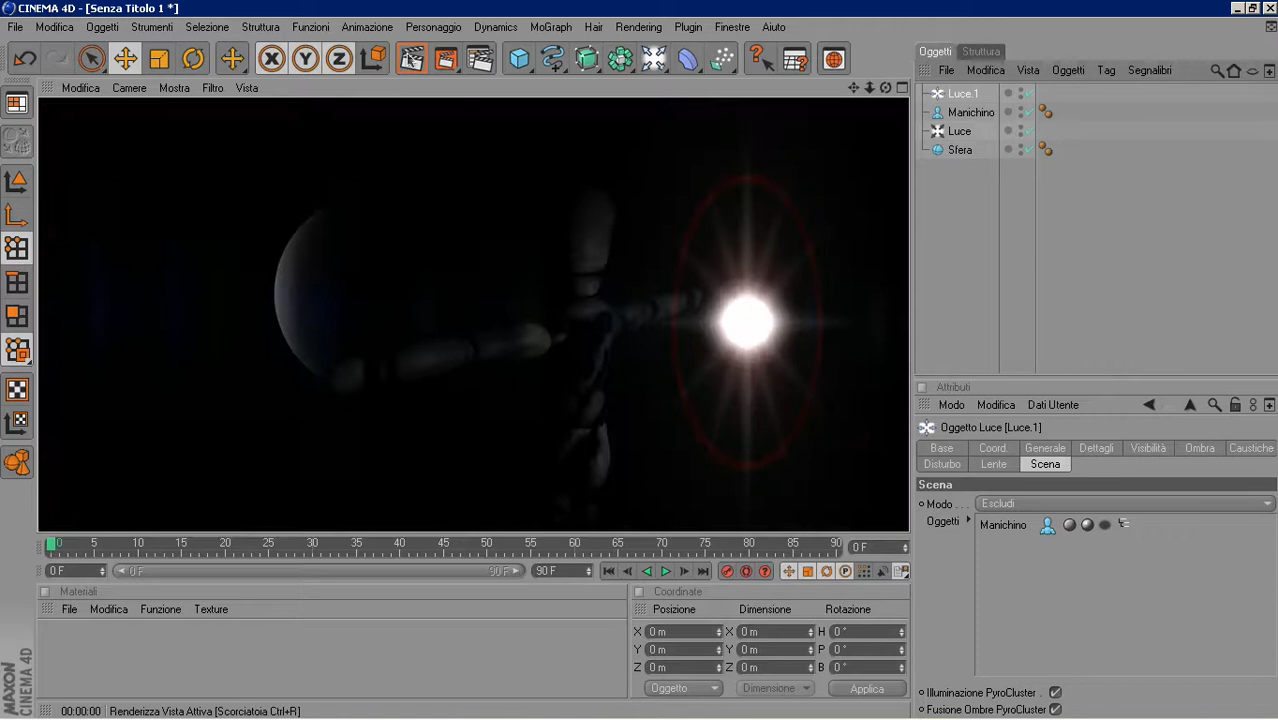 CINEMA 4D - [Senza Titolo 1 *]
File Modifica Oggetti Strumenti Selezione Struttura Funzioni Animazione Personaggio Dynamics MoGraph Hair Rendering Plugin Finestre Aiuto
X Y Z
Oggetti Struttura
File Modifica Vista Oggetti Tag Segnalibri
Modifica Camere Mostra Filtro Vista
Luce.1
Manichino
Luce
Sfera
Attributi
Modo Modifica Dati Utente
Oggetto Luce [Luce.1]
Base Coord. Generale Dettagli Visibilità Ombra Caustiche
Disturbo Lente Scena
Scena
Modo . . . Escludi
Oggetti Manichino
0 5 10 15 20 25 30 35 40 45 50 55 60 65 70 75 80 85 90 0 F
0 F 0 F 90 F 90 F
Materiali
File Modifica Funzione Texture
Coordinate
Posizione Dimensione Rotazione
X 0 m X 0 m H 0 °
Y 0 m Y 0 m P 0 °
Z 0 m Z 0 m B 0 °
Oggetto Dimensione Applica
Illuminazione PyroCluster .
Fusione Ombre PyroCluster
MAXON
CINEMA 4D
00:00:00 Renderizza Vista Attiva [Scorciatoia Ctrl+R]